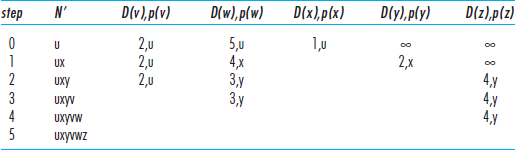 step N' D(v),p(v) D(w),p(w) D(x),p(x) D(y),p(y) D(z),p(z)
0 u 2,u 5,u 1,u ∞ ∞
1 ux 2,u 4,x 2,x ∞
2 uxy 2,u 3,y 4,y
3 uxyv 3,y 4,y
4 uxyvw 4,y
5 uxyvwz